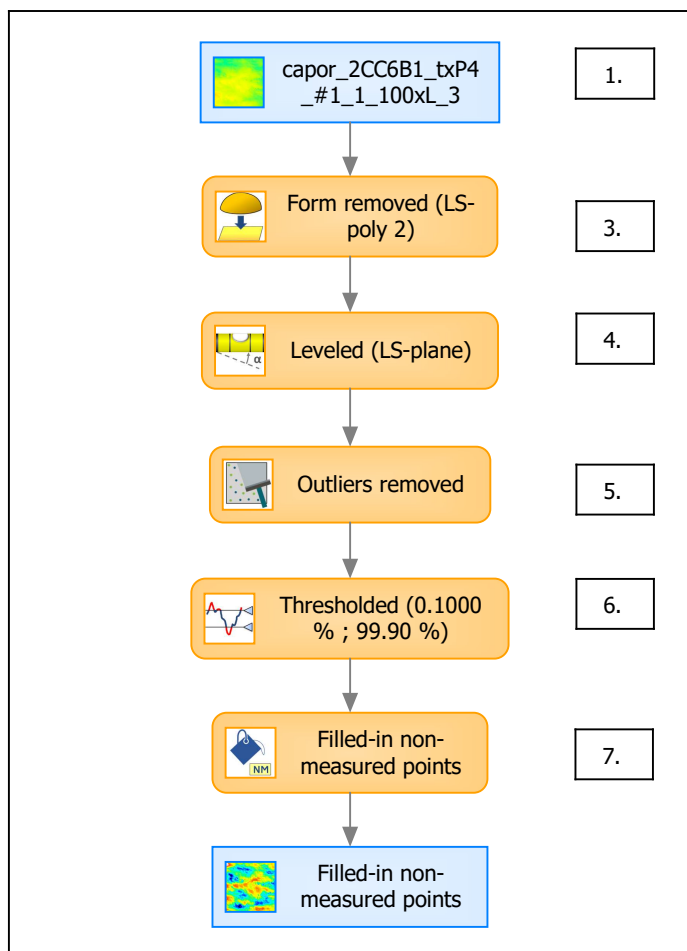 capor_2CC6B1_txP4
_#1_1_100xL_3
1.
Form removed (LS-
poly 2)
3.
Leveled (LS-plane)
4.
α
Outliers removed
5.
Thresholded (0.1000
% ; 99.90 %)
6.
Filled-in non-
measured points
7.
NM
Filled-in non-
measured points